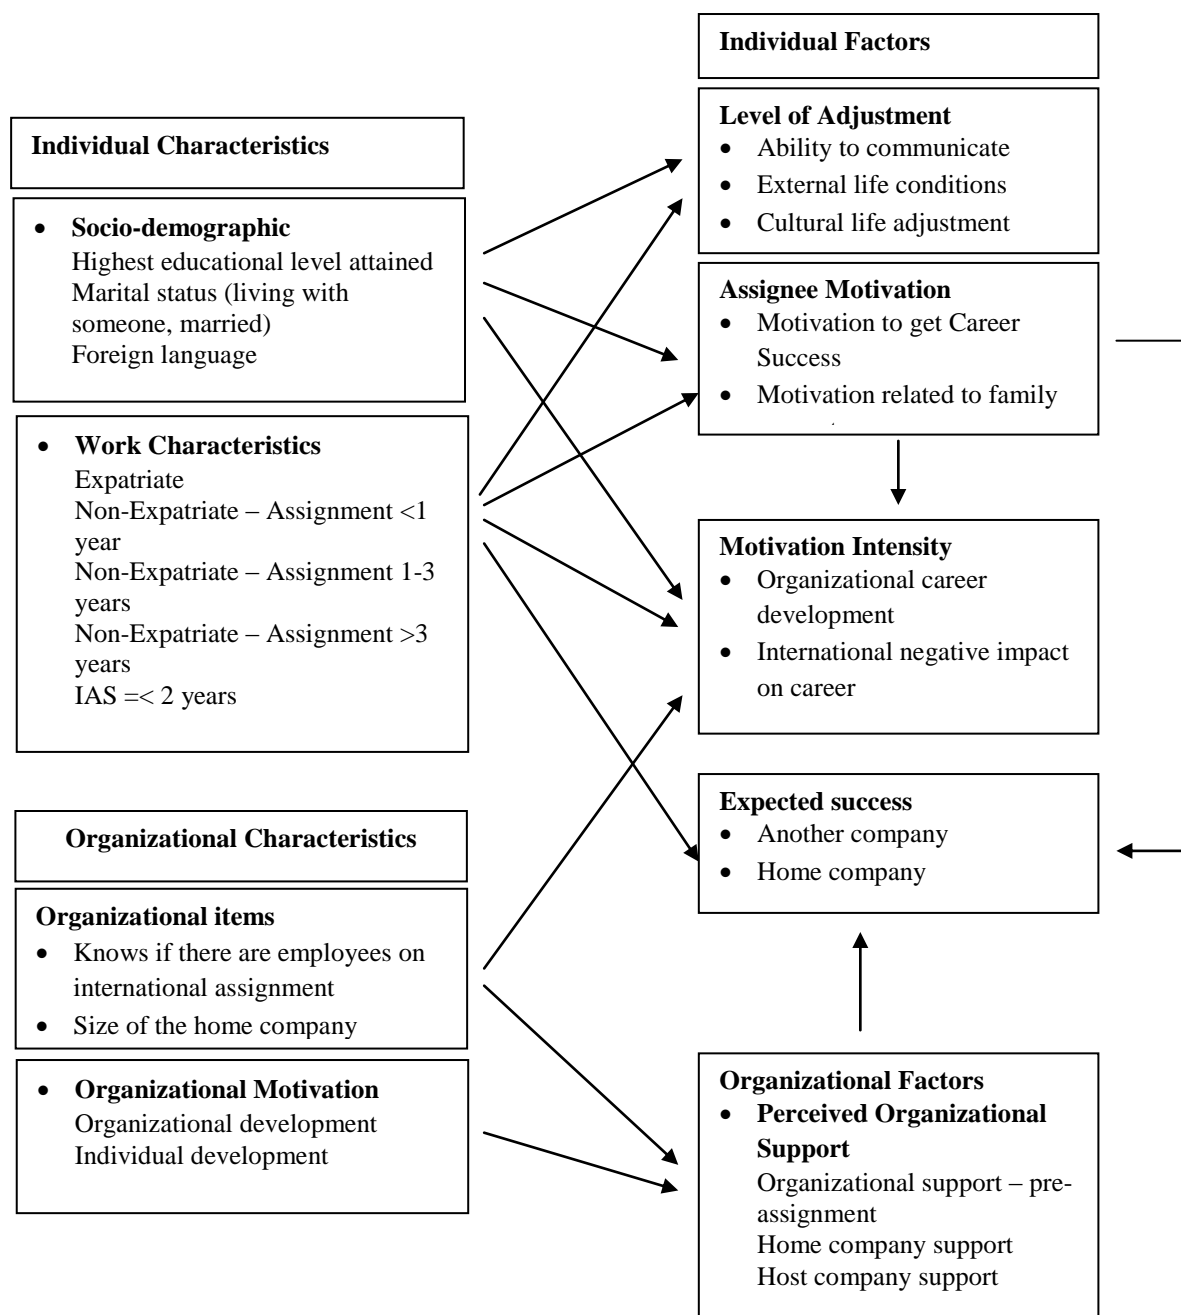 Individual Characteristics
• Socio-demographic
Highest educational level attained
Marital status (living with
someone, married)
Foreign language
• Work Characteristics
Expatriate
Non-Expatriate – Assignment <1
year
Non-Expatriate – Assignment 1-3
years
Non-Expatriate – Assignment >3
years
IAS =< 2 years
Organizational Characteristics
Organizational items
• Knows if there are employees on
international assignment
• Size of the home company
• Organizational Motivation
Organizational development
Individual development
Individual Factors
Level of Adjustment
• Ability to communicate
• External life conditions
• Cultural life adjustment
Assignee Motivation
• Motivation to get Career
Success
• Motivation related to family
Motivation Intensity
• Organizational career
development
• International negative impact
on career
Expected success
• Another company
• Home company
Organizational Factors
• Perceived Organizational
Support
Organizational support – pre-
assignment
Home company support
Host company support